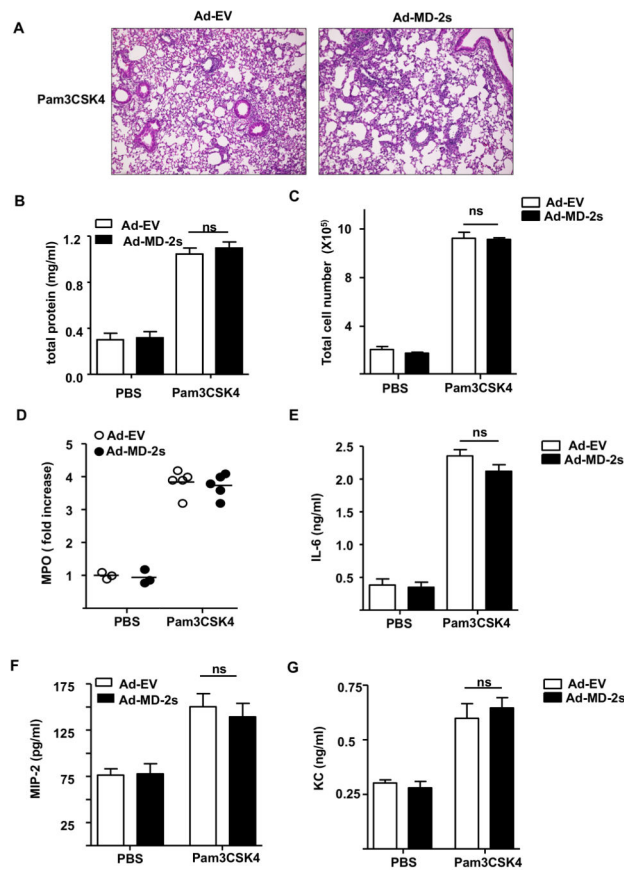 A
Ad-EV
Ad-MD-2s
Pam3CSK4
B
Ad-EV
Ad-MD-2s
ns
total protein (mg/ml)
1.2
0.8
0.4
0.0
PBS
Pam3CSK4
C
Ad-EV
Ad-MD-2s
ns
Total cell number (X10⁵)
10
6
2
PBS
Pam3CSK4
D
Ad-EV
Ad-MD-2s
MPO ( fold increase)
5
4
3
2
1
PBS
Pam3CSK4
E
Ad-EV
Ad-MD-2s
ns
IL-6 (ng/ml)
2.5
2.0
1.5
1.0
0.5
PBS
Pam3CSK4
F
Ad-EV
Ad-MD-2s
ns
MIP-2 (pg/ml)
175
125
75
25
PBS
Pam3CSK4
G
Ad-EV
Ad-MD-2s
ns
KC (ng/ml)
0.75
0.5
0.25
PBS
Pam3CSK4